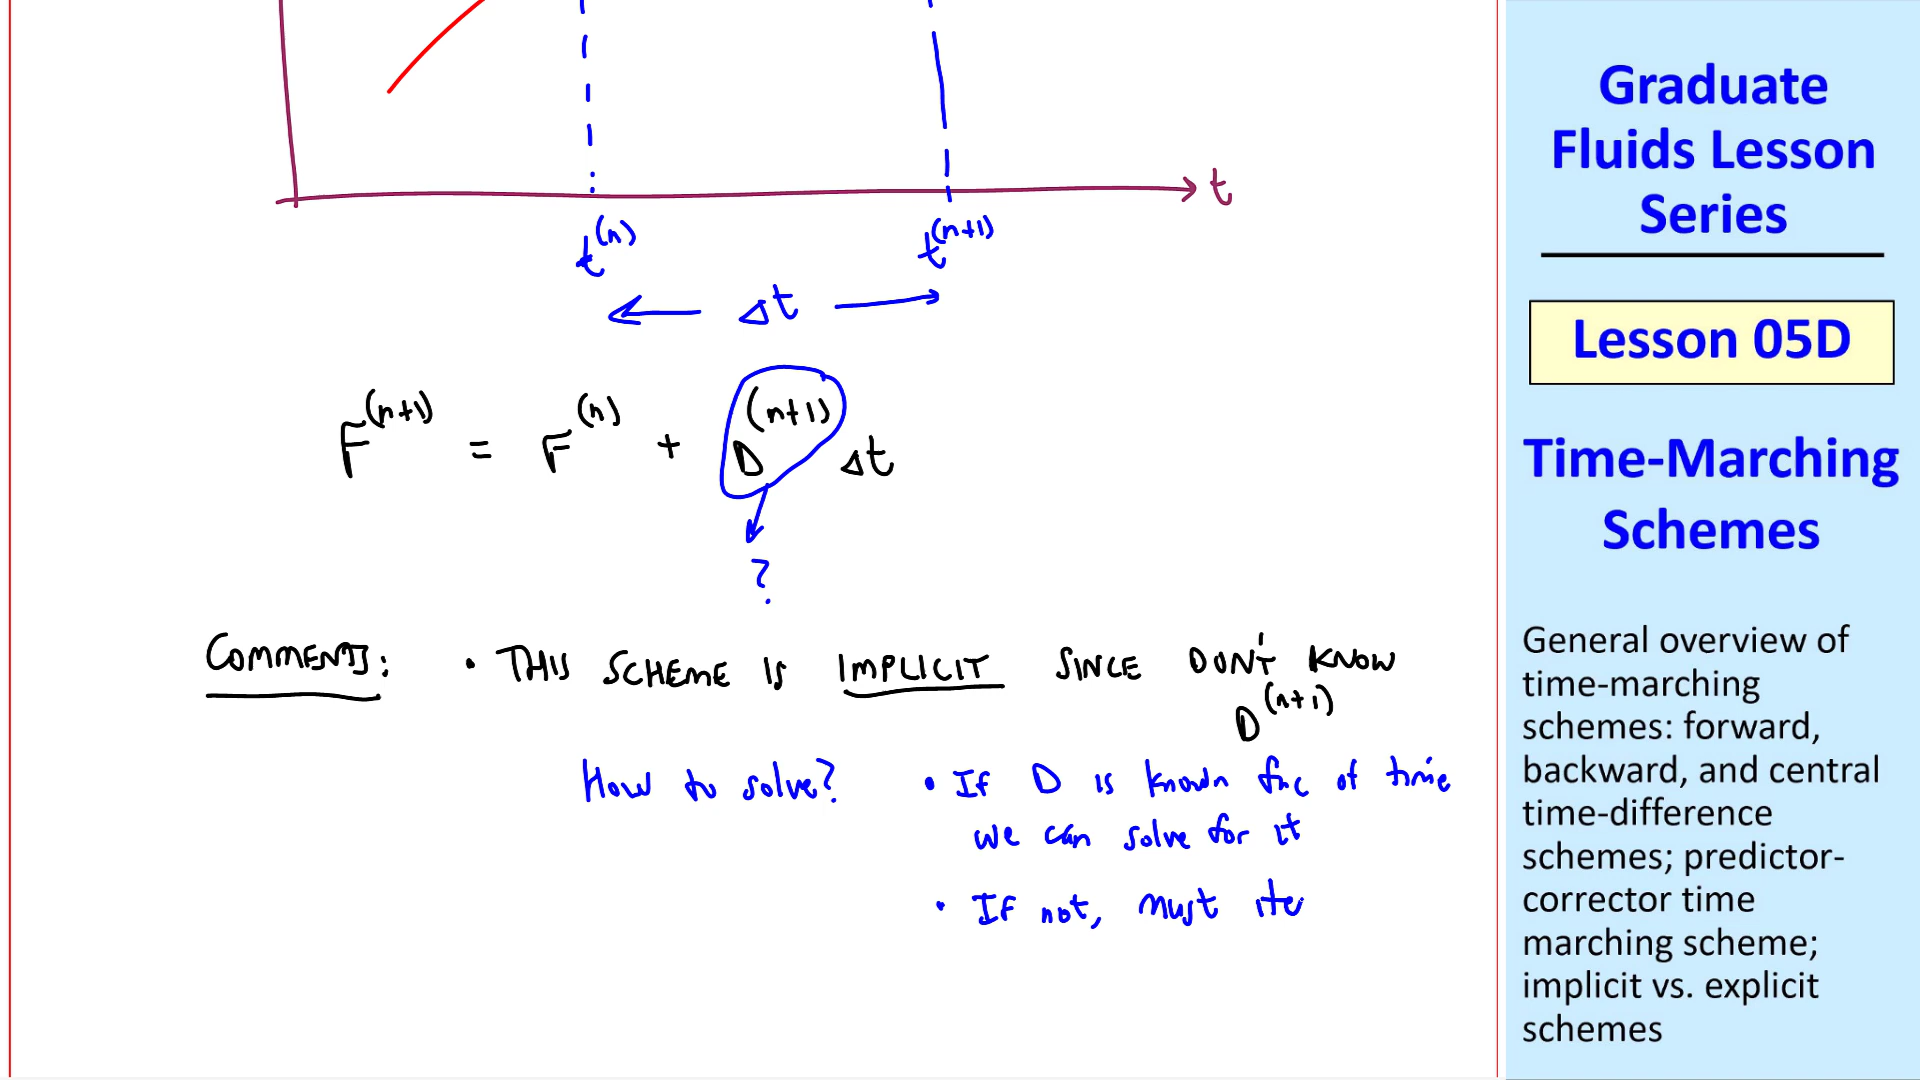 t
t^(n)
t^(n+1)
Δt
F^(n+1) = F^(n) + D^(n+1) Δt
?
COMMENTS: • THIS SCHEME IS IMPLICIT SINCE DON'T KNOW
D^(n+1)
How to solve? • If D is known fnc of time
we can solve for it
• If not, must ite
Graduate
Fluids Lesson
Series
Lesson 05D
Time-Marching
Schemes
General overview of
time-marching
schemes: forward,
backward, and central
time-difference
schemes; predictor-
corrector time
marching scheme;
implicit vs. explicit
schemes